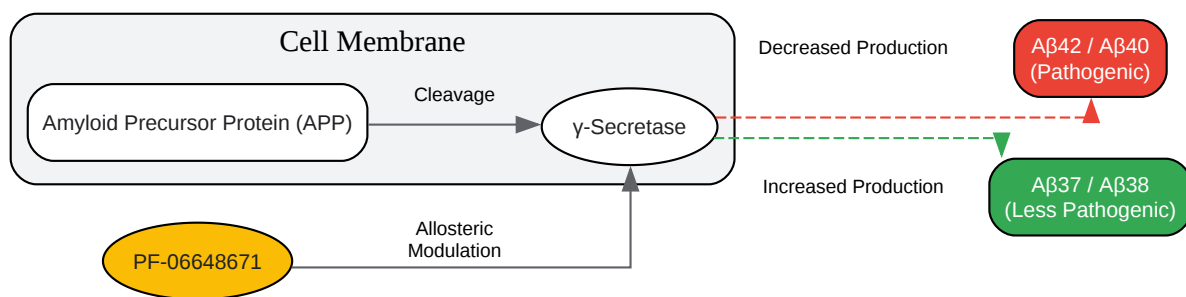 Cell Membrane
Amyloid Precursor Protein (APP)
Cleavage
γ-Secretase
Decreased Production
Aβ42 / Aβ40
(Pathogenic)
Increased Production
Aβ37 / Aβ38
(Less Pathogenic)
PF-06648671
Allosteric
Modulation